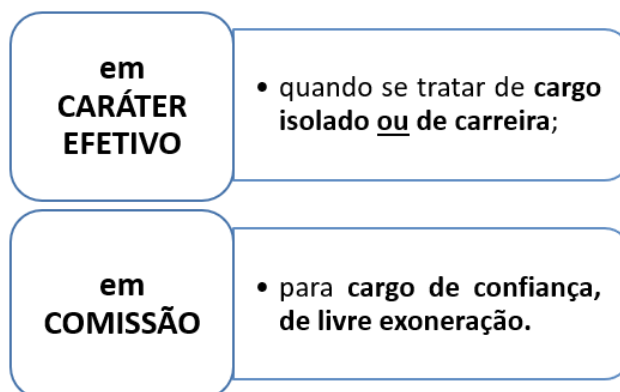 em
CARÁTER
EFETIVO
• quando se tratar de cargo
isolado ou de carreira;
em
COMISSÃO
• para cargo de confiança,
de livre exoneração.